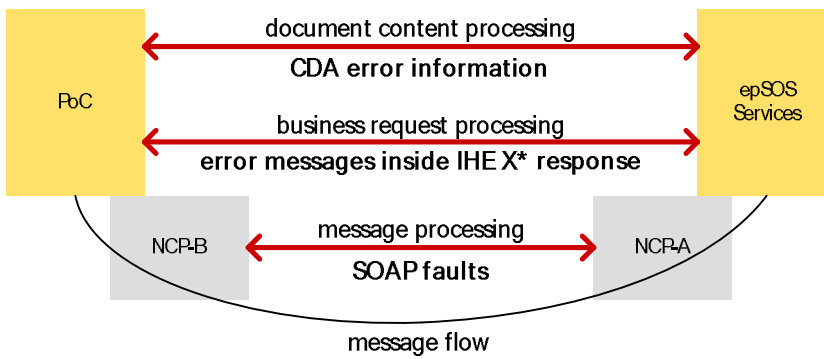 document content processing
CDA error information
PoC
epSOS
Services
business request processing
error messages inside IHE X* response
NCP-B
message processing
NCP-A
SOAP faults
message flow